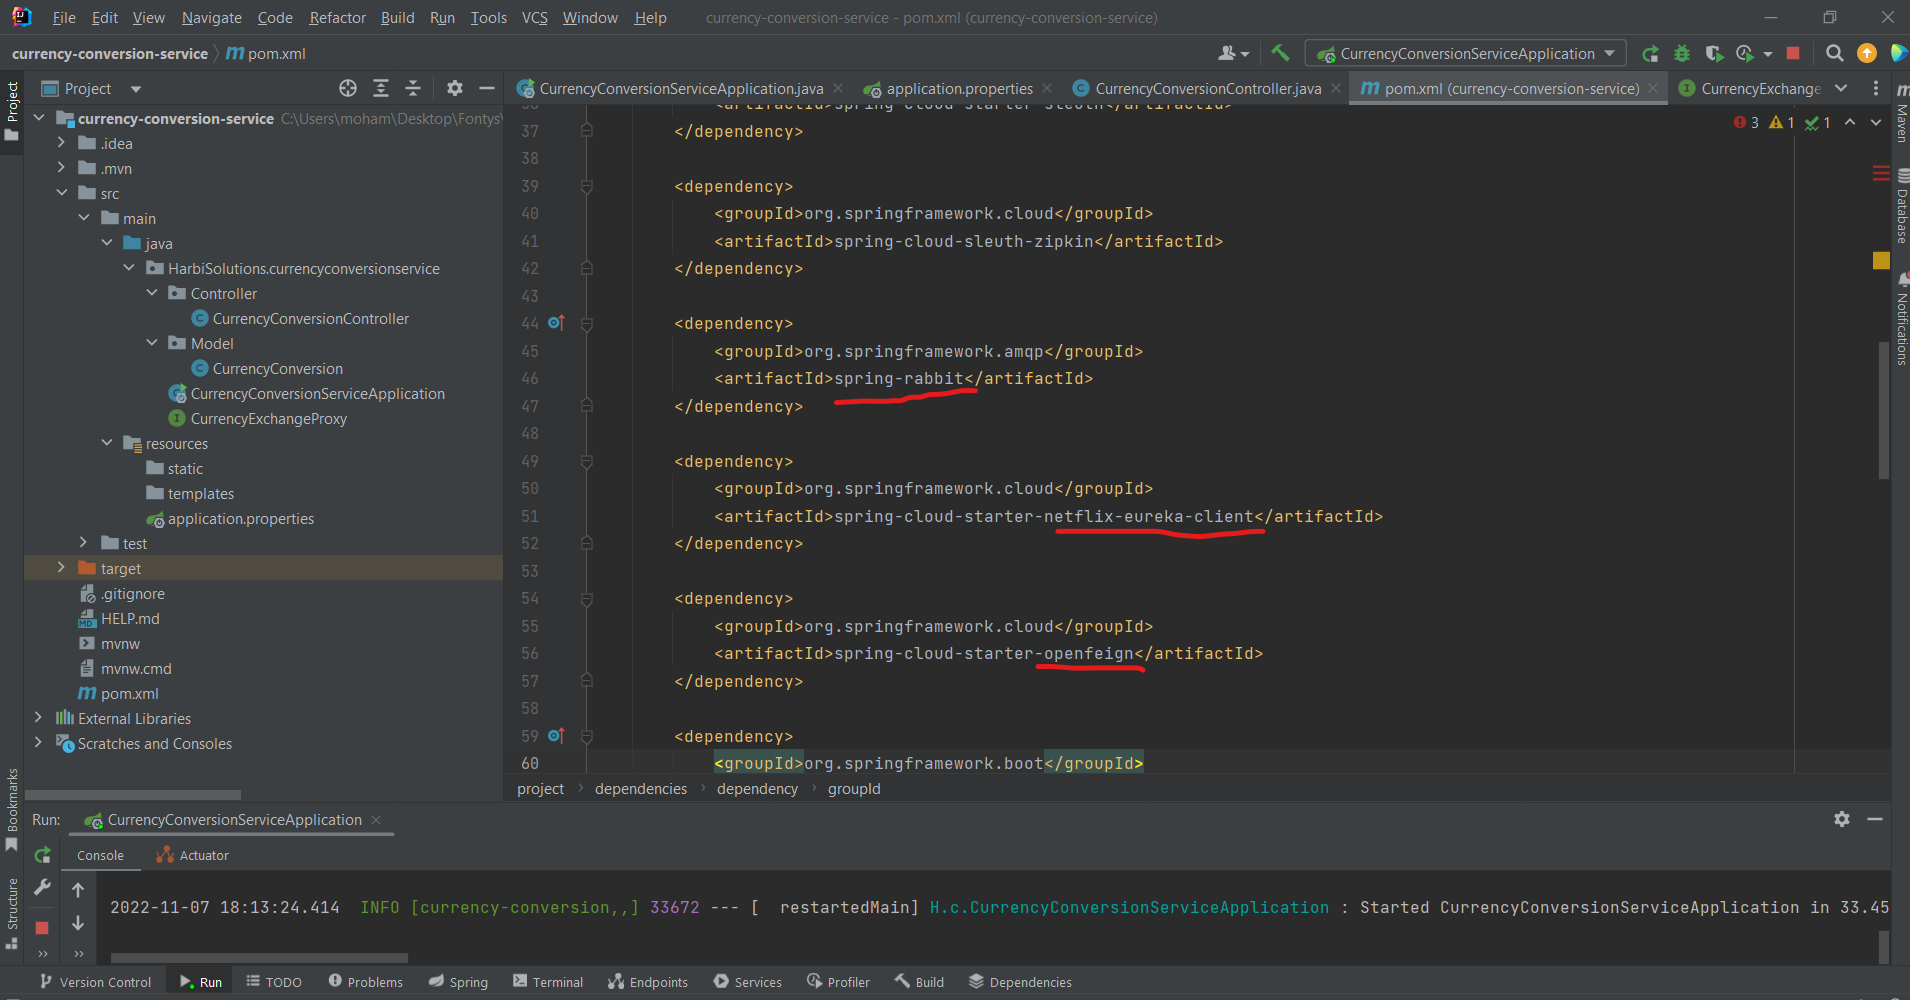 File Edit View Navigate Code Refactor Build Run Tools VCS Window Help currency-conversion-service - pom.xml (currency-conversion-service)
currency-conversion-service pom.xml CurrencyConversionServiceApplication
Project
Project CurrencyConversionServiceApplication.java application.properties CurrencyConversionController.java pom.xml (currency-conversion-service) CurrencyExchange
currency-conversion-service C:\Users\moham\Desktop\Fontys\
.idea
.mvn
src
main
java
HarbiSolutions.currencyconversionservice
Controller
CurrencyConversionController
Model
CurrencyConversion
CurrencyConversionServiceApplication
CurrencyExchangeProxy
resources
static
templates
application.properties
test
target
.gitignore
HELP.md
mvnw
mvnw.cmd
pom.xml
External Libraries
Scratches and Consoles
3 1 1
36 <artifactId>spring-cloud-starter-sleuth</artifactId>
37 </dependency>
38
39 <dependency>
40 <groupId>org.springframework.cloud</groupId>
41 <artifactId>spring-cloud-sleuth-zipkin</artifactId>
42 </dependency>
43
44 <dependency>
45 <groupId>org.springframework.amqp</groupId>
46 <artifactId>spring-rabbit</artifactId>
47 </dependency>
48
49 <dependency>
50 <groupId>org.springframework.cloud</groupId>
51 <artifactId>spring-cloud-starter-netflix-eureka-client</artifactId>
52 </dependency>
53
54 <dependency>
55 <groupId>org.springframework.cloud</groupId>
56 <artifactId>spring-cloud-starter-openfeign</artifactId>
57 </dependency>
58
59 <dependency>
60 <groupId>org.springframework.boot</groupId>
project dependencies dependency groupId
Maven
Database
Notifications
Bookmarks
Structure
Run: CurrencyConversionServiceApplication
Console Actuator
2022-11-07 18:13:24.414 INFO [currency-conversion,,] 33672 --- [ restartedMain] H.c.CurrencyConversionServiceApplication : Started CurrencyConversionServiceApplication in 33.45
Version Control Run TODO Problems Spring Terminal Endpoints Services Profiler Build Dependencies